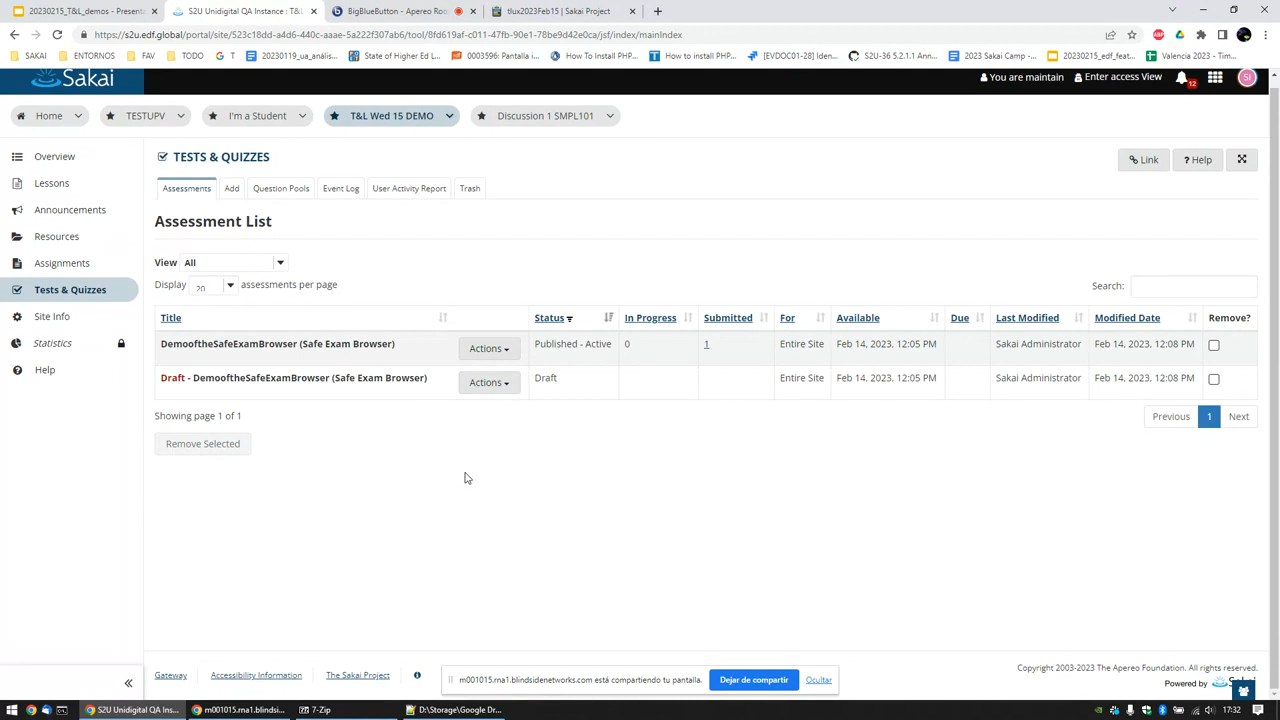 20230215_T&L_demos - Present
S2U Unidigital QA Instance : T&L
BigBlueButton - Apereo Room
tlux2023Feb15 | Sakai Project
https://s2u.edf.global/portal/site/523c18dd-a4d6-440c-aaae-5a222f307ab6/tool/8fd619af-c011-47fb-90e1-78be9d42e0ca/jsf/index/mainIndex
SAKAI
ENTORNOS
FAV
TODO
G T
20230119_ua_anális...
State of Higher Ed...
0003596: Pantalla i...
How To Install PHP...
How to install PHP...
[EVDOC01-28] Iden...
S2U-36 5.2.1.1 Ann...
2023 Sakai Camp -...
20230215_edf_feat...
Valencia 2023 - Tim...
Sakai
You are maintain
Enter access View
12
SI
Home
TESTUPV
I'm a Student
T&L Wed 15 DEMO
Discussion 1 SMPL101
Overview
Lessons
Announcements
Resources
Assignments
Tests & Quizzes
Site Info
Statistics
Help
TESTS & QUIZZES
Link
? Help
Assessments
Add
Question Pools
Event Log
User Activity Report
Trash
Assessment List
View All
Display 20 assessments per page
Search:
Title Status In Progress Submitted For Available Due Last Modified Modified Date Remove?
DemooftheSafeExamBrowser (Safe Exam Browser) Actions Published - Active 0 1 Entire Site Feb 14, 2023, 12:05 PM Sakai Administrator Feb 14, 2023, 12:08 PM
Draft - DemooftheSafeExamBrowser (Safe Exam Browser) Actions Draft Entire Site Feb 14, 2023, 12:05 PM Sakai Administrator Feb 14, 2023, 12:08 PM
Showing page 1 of 1
Previous 1 Next
Remove Selected
Gateway
Accessibility Information
The Sakai Project
Copyright 2003-2023 The Apereo Foundation. All rights reserved.
Powered by
m001015.rna1.blindsidenetworks.com está compartiendo tu pantalla.
Dejar de compartir
Ocultar
S2U Unidigital QA Ins...
m001015.rna1.blindsi...
7-Zip
D:\Storage\Google Dr...
17:32